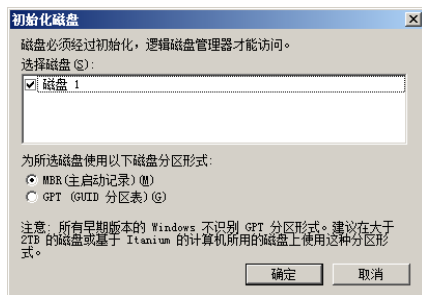 初始化磁盘
磁盘必须经过初始化，逻辑磁盘管理器才能访问。
选择磁盘(S)：
磁盘 1
为所选磁盘使用以下磁盘分区形式：
MBR(主启动记录)(M)
GPT (GUID 分区表)(G)
注意: 所有早期版本的 Windows 不识别 GPT 分区形式。建议在大于
2TB 的磁盘或基于 Itanium 的计算机所用的磁盘上使用这种分区形
式。
确定
取消